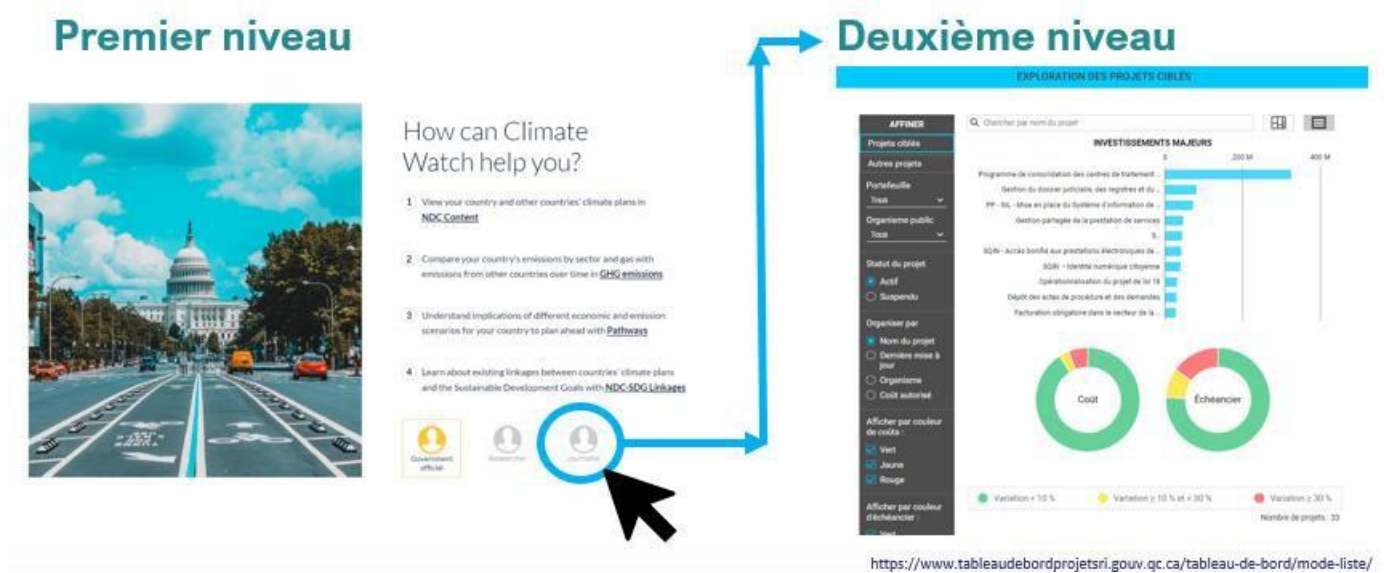 Premier niveau
Deuxième niveau
How can Climate
Watch help you?
1 View your country and other countries' climate plans in
NDC Content
2 Compare your country's emissions by sector and gas with
emissions from other countries over time in GHG emissions
3 Understand implications of different economic and emission
scenarios for your country to plan ahead with Pathways
4 Learn about existing linkages between countries' climate plans
and the Sustainable Development Goals with NDC-SDG Linkages
Government
official
Researcher
Journalist
EXPLORATION DES PROJETS CIBLÉS
AFFINER
Projets ciblés
Autres projets
Portefeuille
Tous
Organisme public
Tous
Statut du projet
Actif
Suspendu
Organiser par
Nom du projet
Dernière mise à
jour
Organisme
Coût autorisé
Afficher par couleur
de coûts :
Vert
Jaune
Rouge
Afficher par couleur
d'échéancier :
Vert
Chercher par nom du projet
INVESTISSEMENTS MAJEURS
0 200 M 400 M
Programme de consolidation des centres de traitement ...
Gestion du dossier judiciaire, des registres et du ...
PP - SIL - Mise en place du Système d'information de ...
Gestion partagée de la prestation de services
S...
SQIN - Accès bonifié aux prestations électroniques de ...
SQIN - Identité numérique citoyenne
Opérationnalisation du projet de loi 18
Dépôt des actes de procédure et des demandes
Facturation obligatoire dans le secteur de la ...
Coût
Échéancier
Variation < 10 % Variation ≥ 10 % et < 30 % Variation ≥ 30 %
Nombre de projets : 33
https://www.tableaudebordprojetsri.gouv.qc.ca/tableau-de-bord/mode-liste/